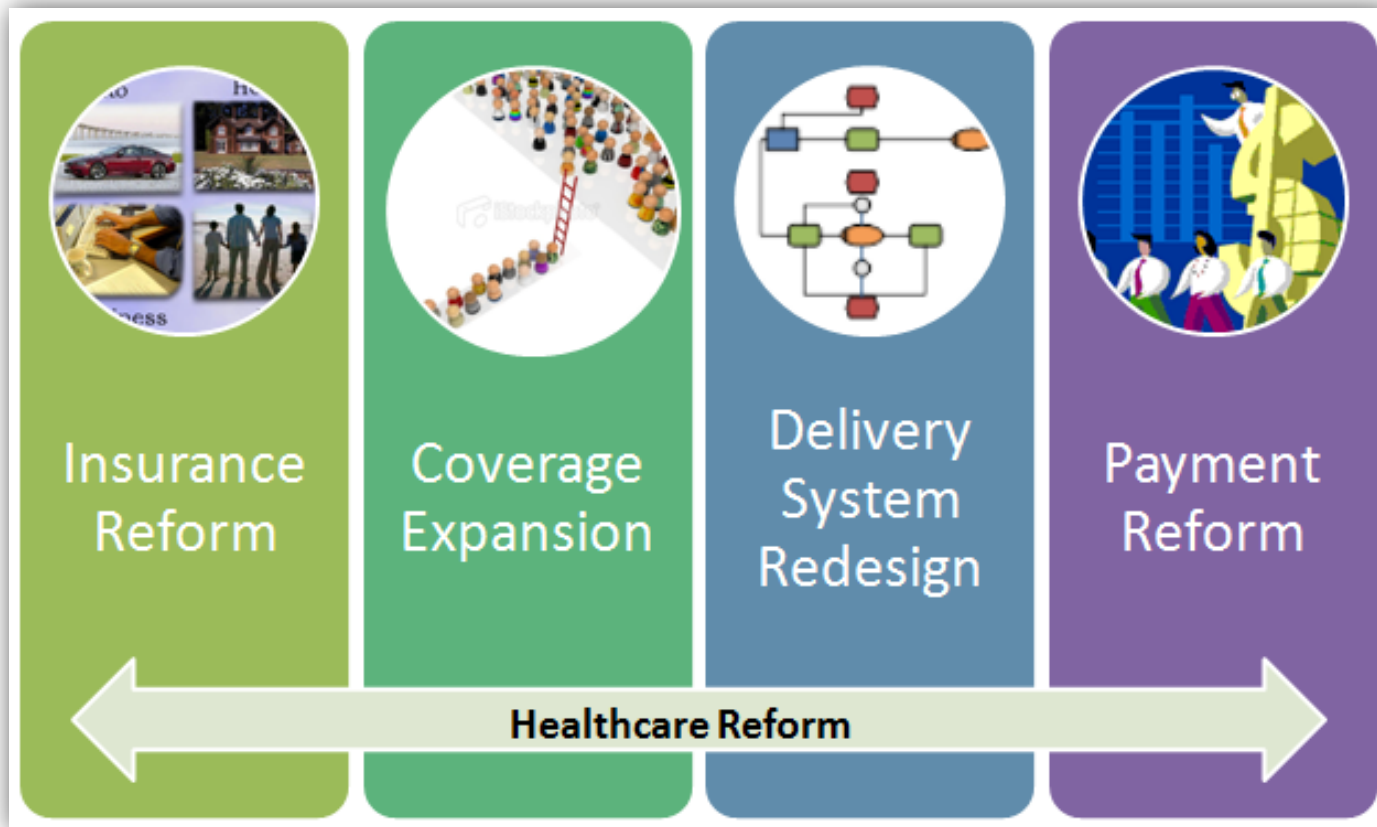 Insurance
Reform
Coverage
Expansion
Delivery
System
Redesign
Payment
Reform
Healthcare Reform